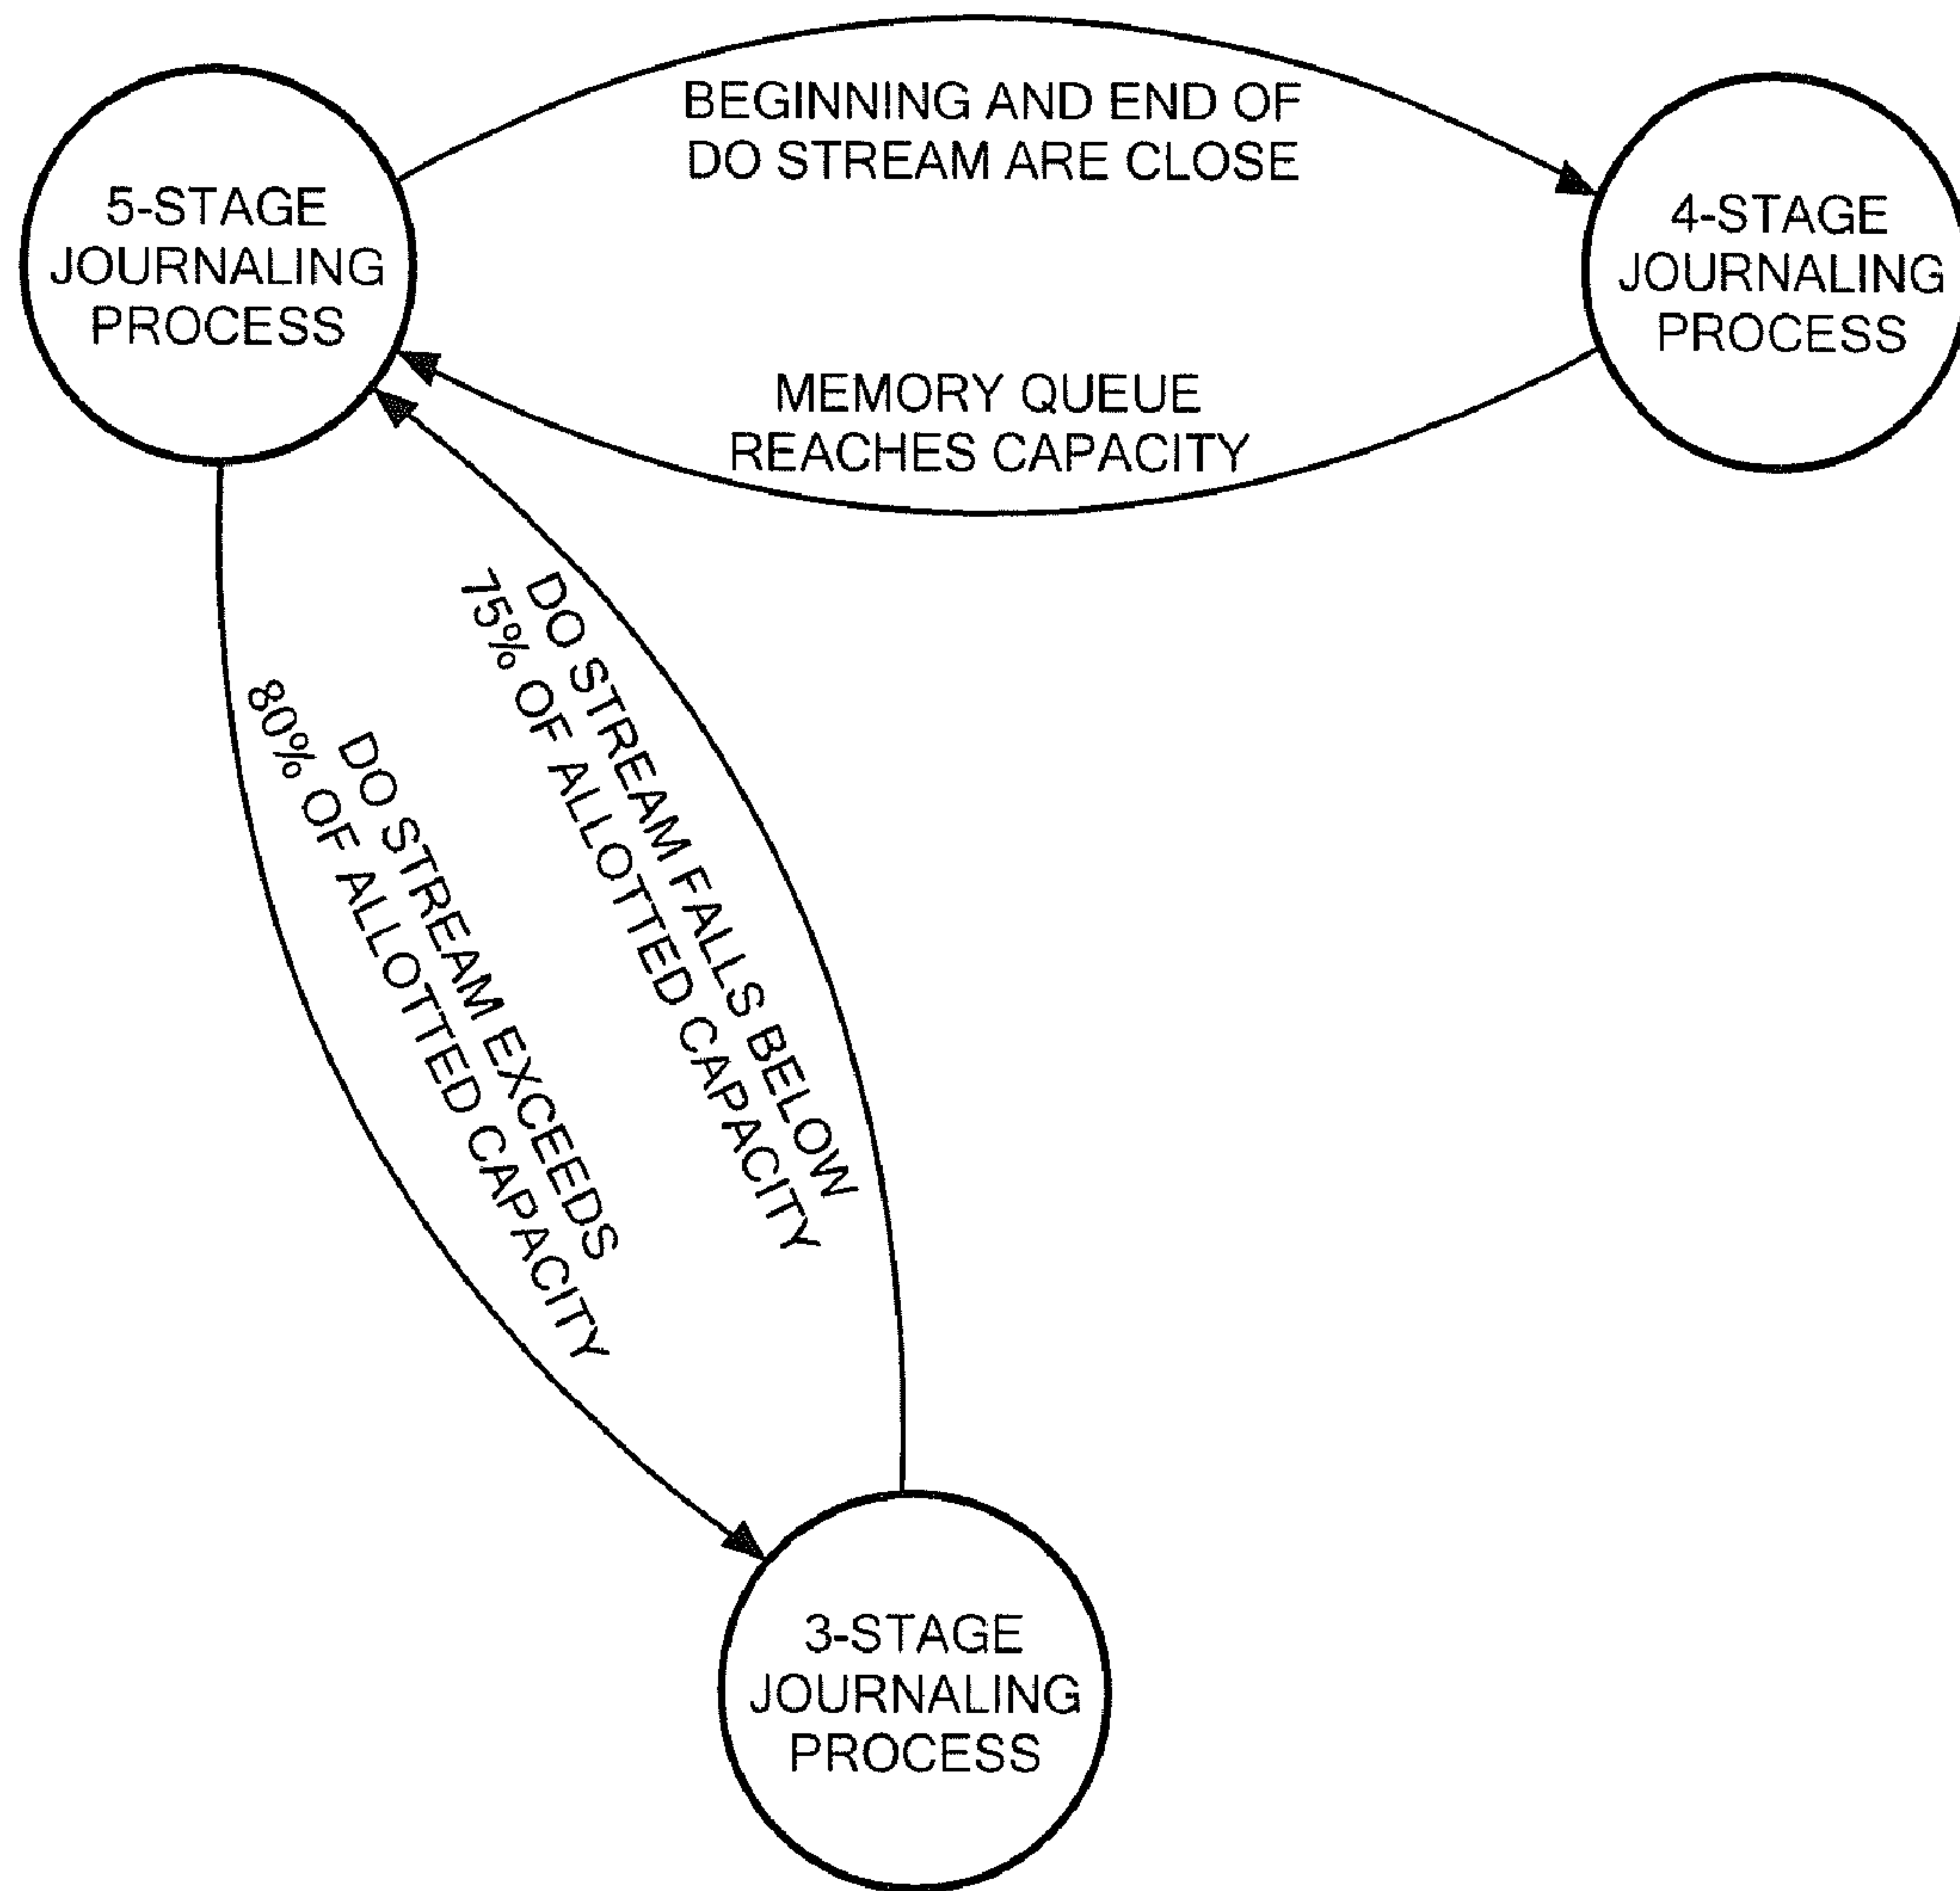 BEGINNING AND END OF
DO STREAM ARE CLOSE
5-STAGE
JOURNALING
PROCESS
4-STAGE
JOURNALING
PROCESS
MEMORY QUEUE
REACHES CAPACITY
DO STREAM FALLS BELOW
75% OF ALLOTTED CAPACITY
DO STREAM EXCEEDS
80% OF ALLOTTED CAPACITY
3-STAGE
JOURNALING
PROCESS